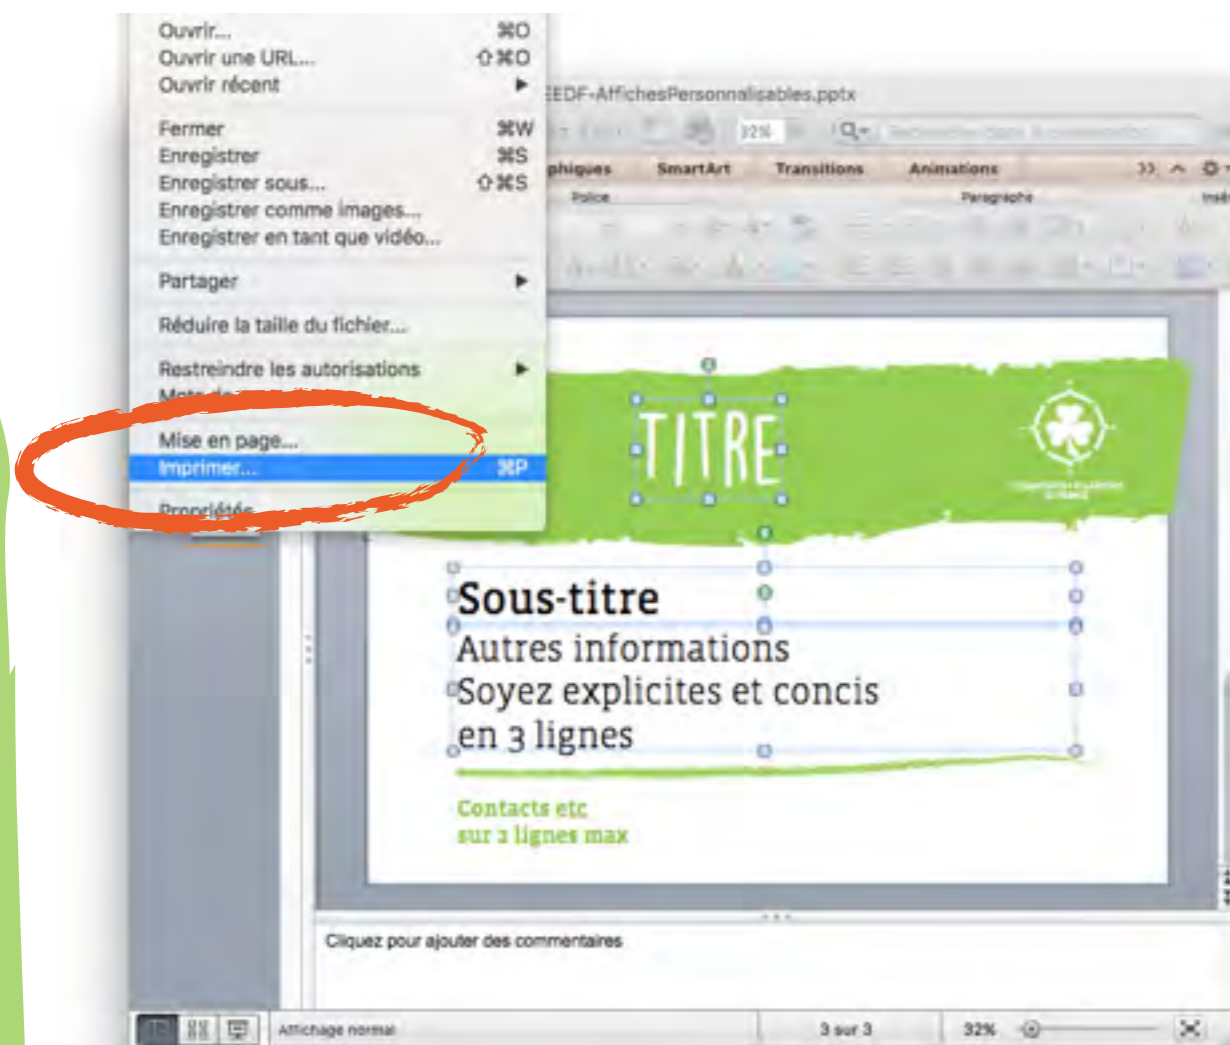 Ouvrir... ⌘O
Ouvrir une URL... ⇧⌘O
Ouvrir récent ▶
Fermer ⌘W
Enregistrer ⌘S
Enregistrer sous... ⇧⌘S
Enregistrer comme images...
Enregistrer en tant que vidéo...
Partager ▶
Réduire la taille du fichier...
Restreindre les autorisations ▶
Mise en page...
Imprimer... ⌘P
Propriétés
EEDF-AffichesPersonnalisables.pptx
32%
phiques SmartArt Transitions Animations
Police Paragraphe
TITRE
Sous-titre
Autres informations
Soyez explicites et concis
en 3 lignes
Contacts etc
sur 2 lignes max
Cliquez pour ajouter des commentaires
Affichage normal 3 sur 3 32%